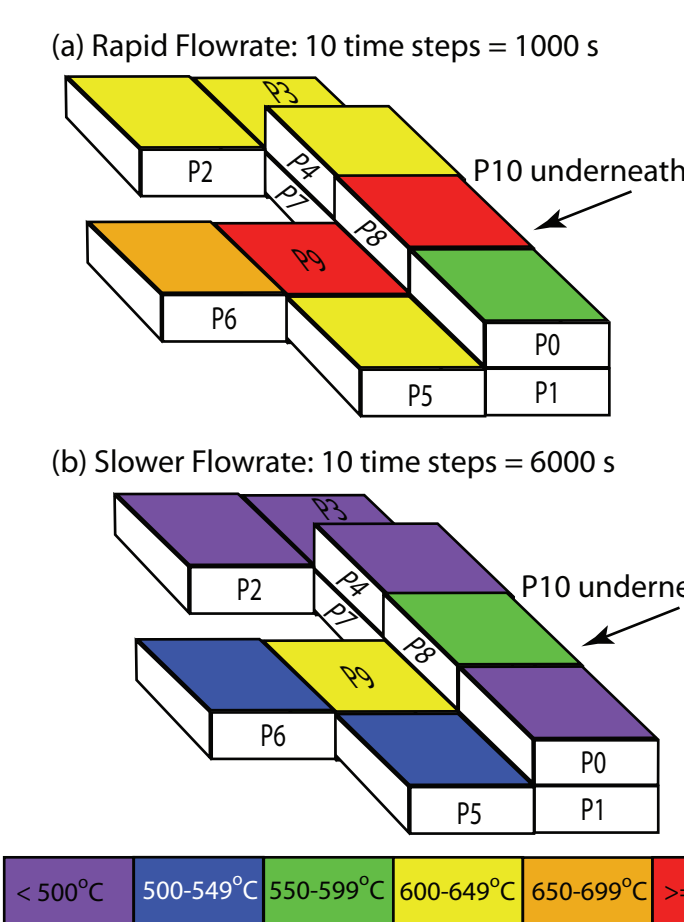 (a) Rapid Flowrate: 10 time steps = 1000 s
P3
P2
P4
P10 underneath
P7
P8
P9
P6
P0
P5
P1
(b) Slower Flowrate: 10 time steps = 6000 s
P3
P2
P4
P10 underne
P7
P8
P9
P6
P0
P5
P1
< 500°C 500-549°C 550-599°C 600-649°C 650-699°C >=